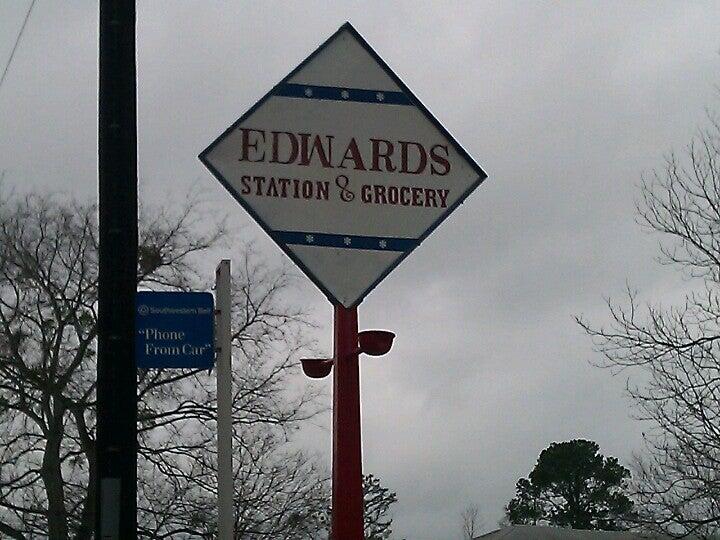 EDWARDS
STATION & GROCERY
Southwestern Bell
"Phone
From Car"